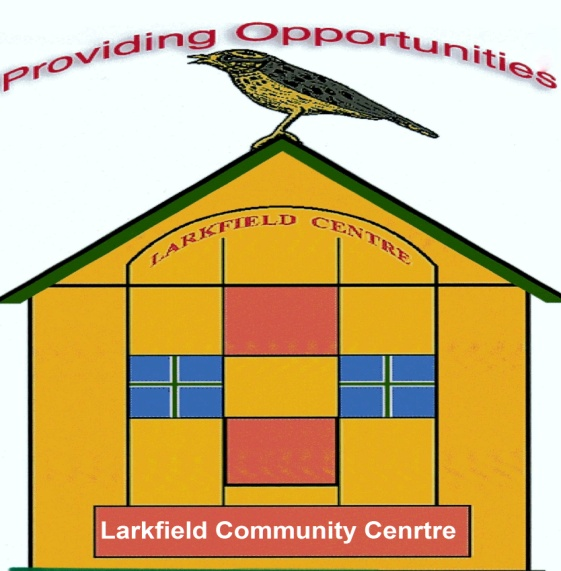 Providing Opportunities
LARKFIELD CENTRE
Larkfield Community Cenrtre